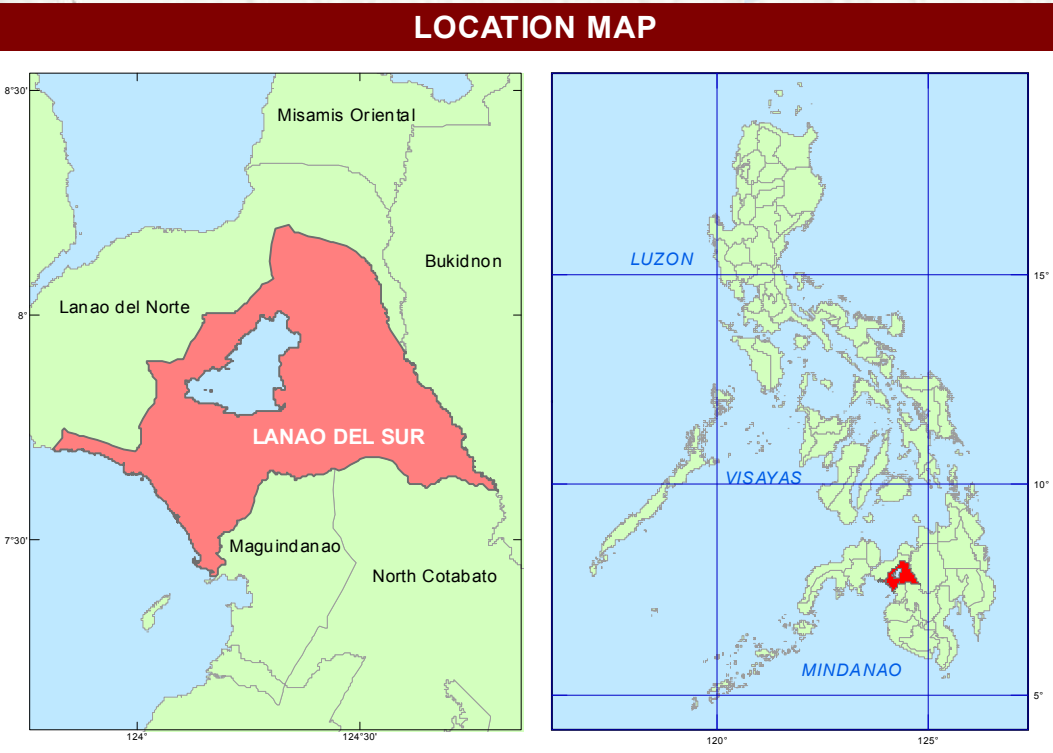 LOCATION MAP
8°30'
Misamis Oriental
Bukidnon
Lanao del Norte
8°
LANAO DEL SUR
7°30'
Maguindanao
North Cotabato
124°
124°30'
LUZON
15°
VISAYAS
10°
MINDANAO
5°
120°
125°